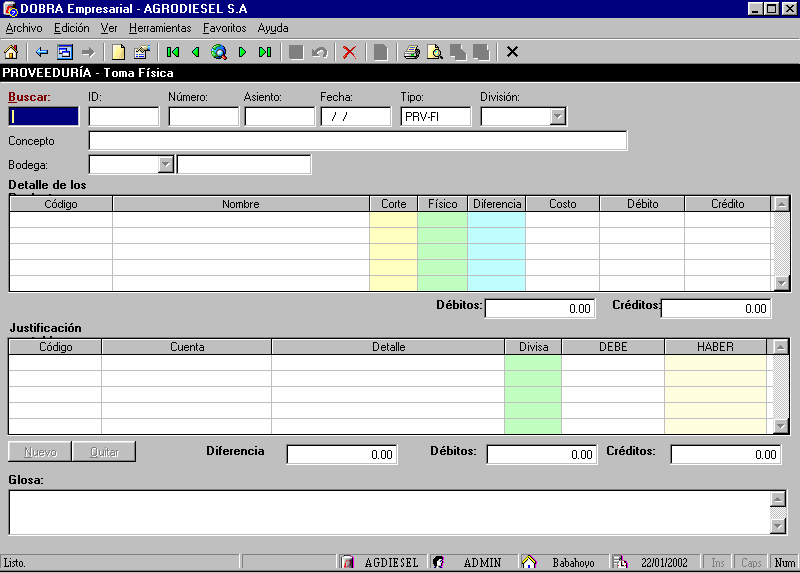 DOBRA Empresarial - AGRODIESEL S.A
Archivo Edición Ver Herramientas Favoritos Ayuda
PROVEEDURÍA - Toma Física
Buscar: ID: Número: Asiento: Fecha: Tipo: División:
/ / PRV-FI
Concepto
Bodega:
Detalle de los
Código Nombre Corte Físico Diferencia Costo Débito Crédito
Débitos: 0.00 Créditos: 0.00
Justificación
Código Cuenta Detalle Divisa DEBE HABER
Nuevo Quitar Diferencia 0.00 Débitos: 0.00 Créditos: 0.00
Glosa:
Listo. AGDIESEL ADMIN Babahoyo 22/01/2002 Ins Caps Num